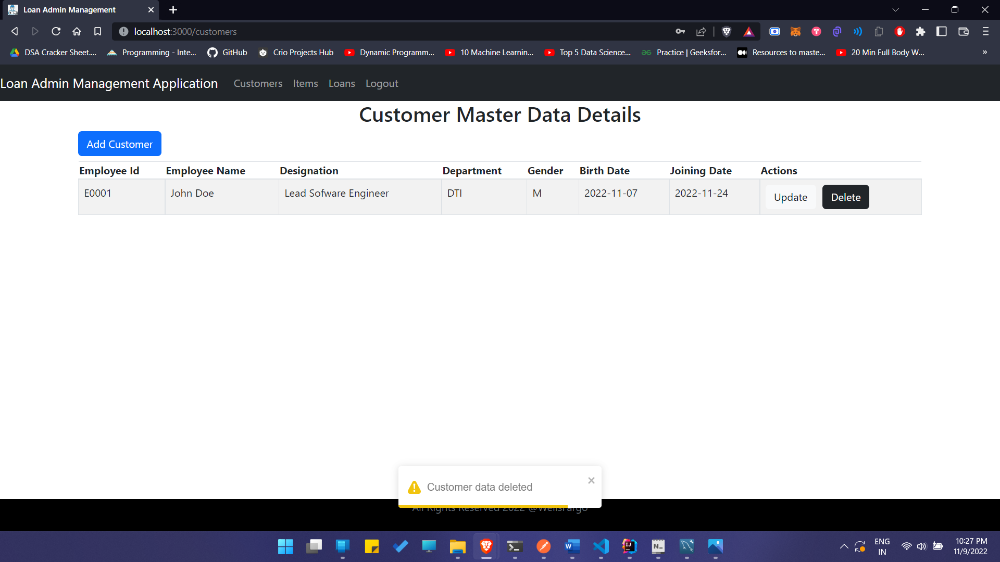 Loan Admin Management
localhost:3000/customers
DSA Cracker Sheet.... Programming - Inte... GitHub Crio Projects Hub Dynamic Programm... 10 Machine Learnin... Top 5 Data Science... Practice | Geeksfor... Resources to maste... 20 Min Full Body W... »
Loan Admin Management Application Customers Items Loans Logout
Customer Master Data Details
Add Customer
Employee Id Employee Name Designation Department Gender Birth Date Joining Date Actions
E0001 John Doe Lead Sofware Engineer DTI M 2022-11-07 2022-11-24 Update Delete
Customer data deleted
All Rights Reserved 2022 @WellsFargo
ENG 10:27 PM
IN 11/9/2022